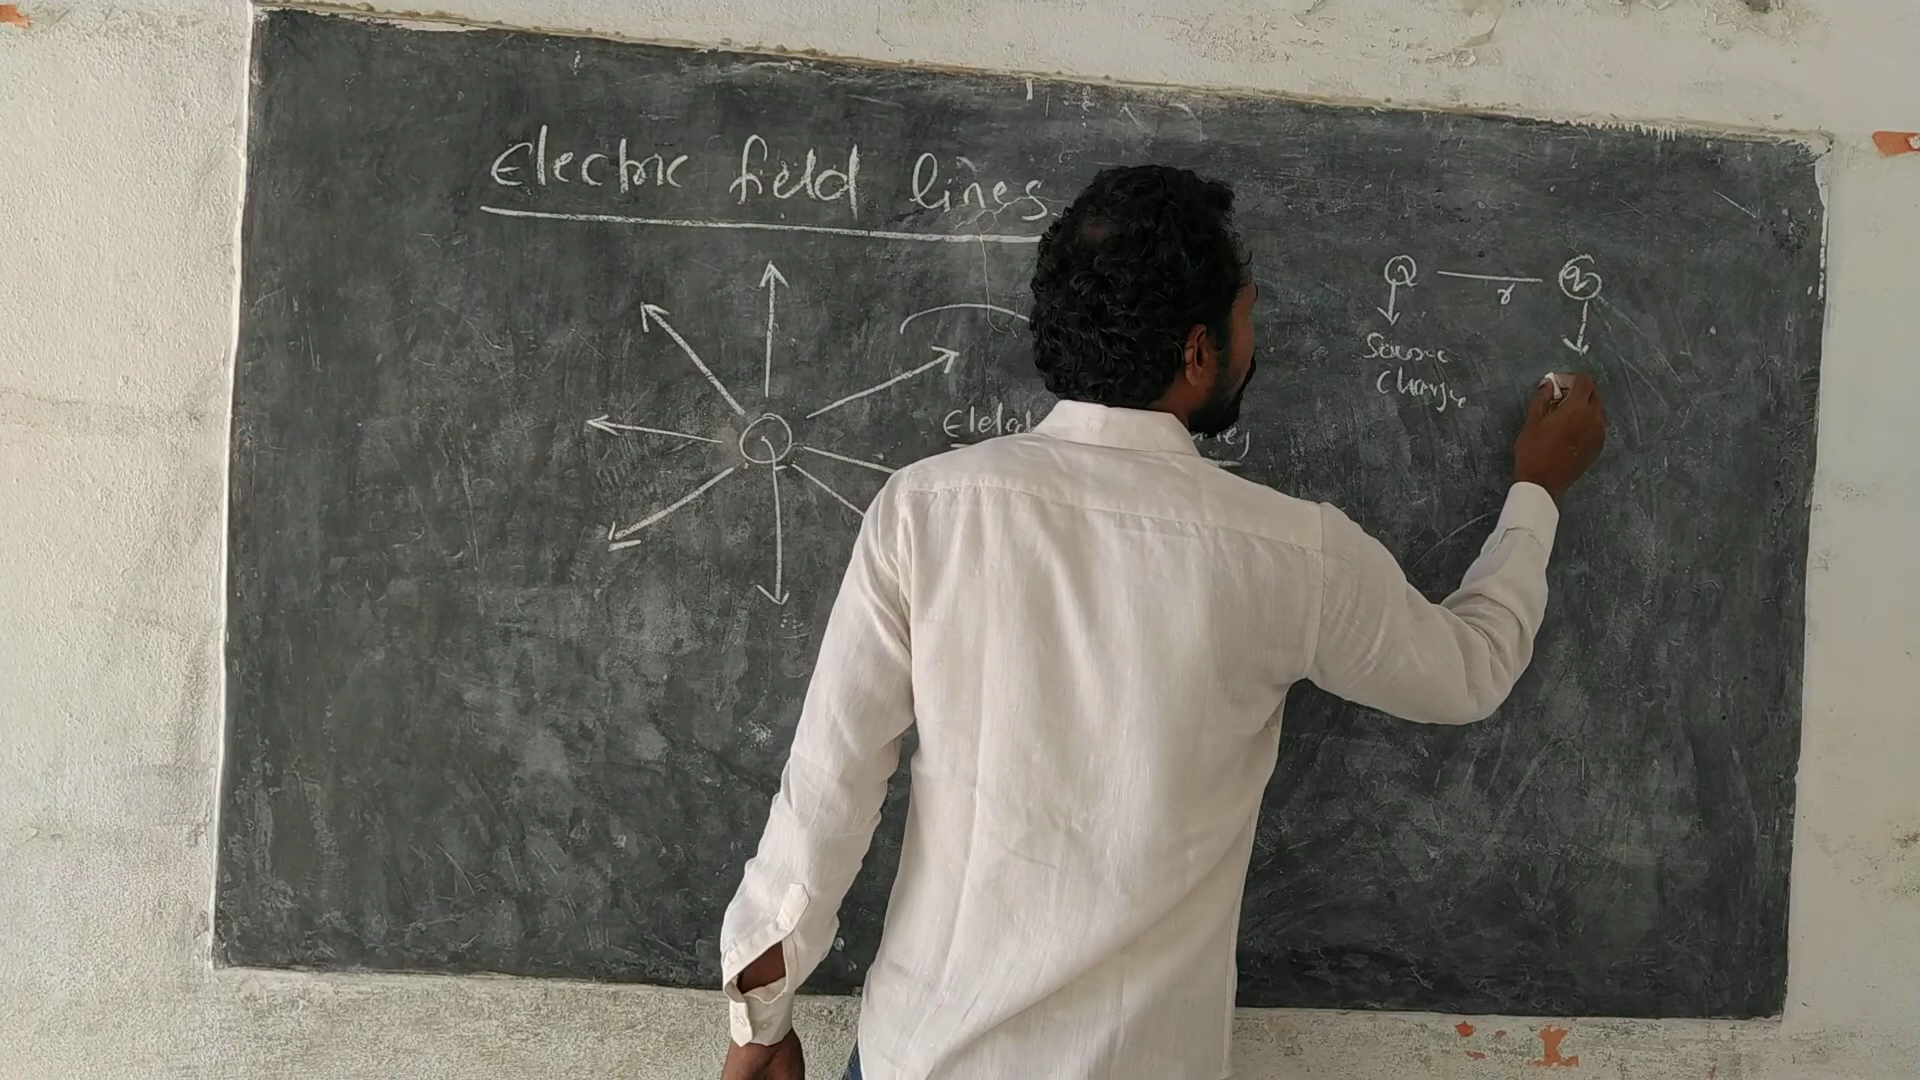 Electric field lines
Q r q
Source
Charge